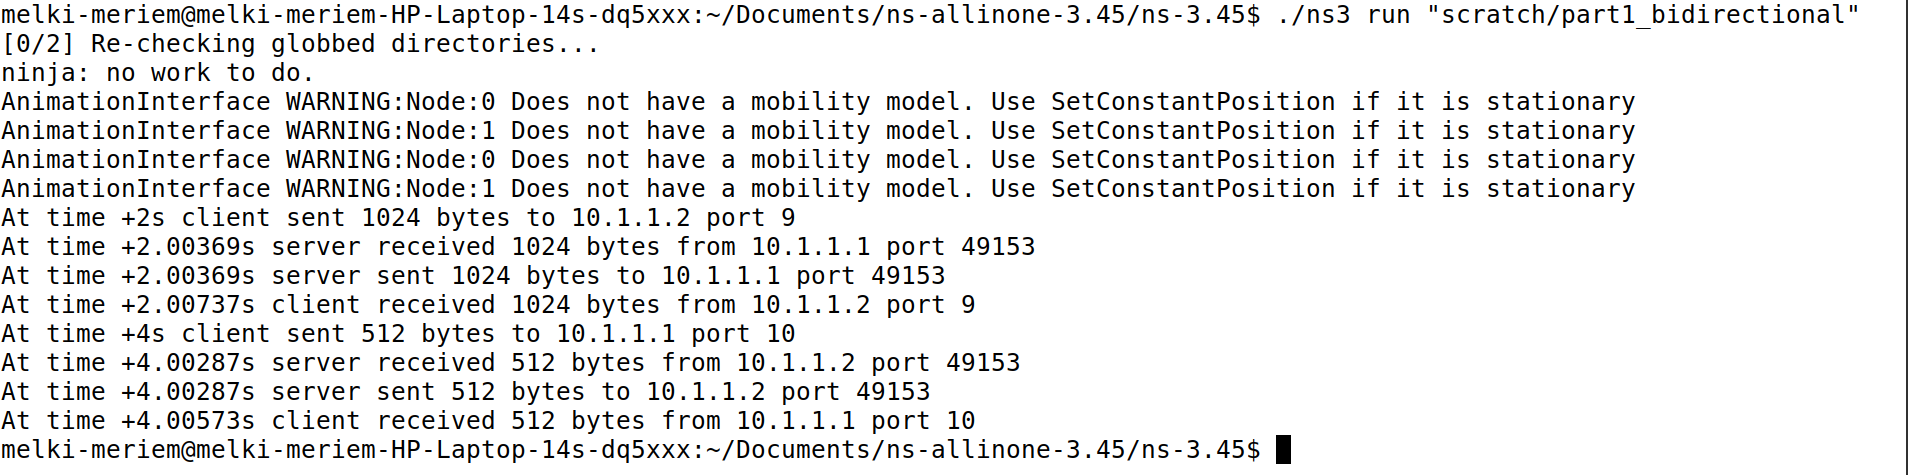 melki-meriem@melki-meriem-HP-Laptop-14s-dq5xxx:~/Documents/ns-allinone-3.45/ns-3.45$ ./ns3 run "scratch/part1_bidirectional"
[0/2] Re-checking globbed directories...
ninja: no work to do.
AnimationInterface WARNING:Node:0 Does not have a mobility model. Use SetConstantPosition if it is stationary
AnimationInterface WARNING:Node:1 Does not have a mobility model. Use SetConstantPosition if it is stationary
AnimationInterface WARNING:Node:0 Does not have a mobility model. Use SetConstantPosition if it is stationary
AnimationInterface WARNING:Node:1 Does not have a mobility model. Use SetConstantPosition if it is stationary
At time +2s client sent 1024 bytes to 10.1.1.2 port 9
At time +2.00369s server received 1024 bytes from 10.1.1.1 port 49153
At time +2.00369s server sent 1024 bytes to 10.1.1.1 port 49153
At time +2.00737s client received 1024 bytes from 10.1.1.2 port 9
At time +4s client sent 512 bytes to 10.1.1.1 port 10
At time +4.00287s server received 512 bytes from 10.1.1.2 port 49153
At time +4.00287s server sent 512 bytes to 10.1.1.2 port 49153
At time +4.00573s client received 512 bytes from 10.1.1.1 port 10
melki-meriem@melki-meriem-HP-Laptop-14s-dq5xxx:~/Documents/ns-allinone-3.45/ns-3.45$